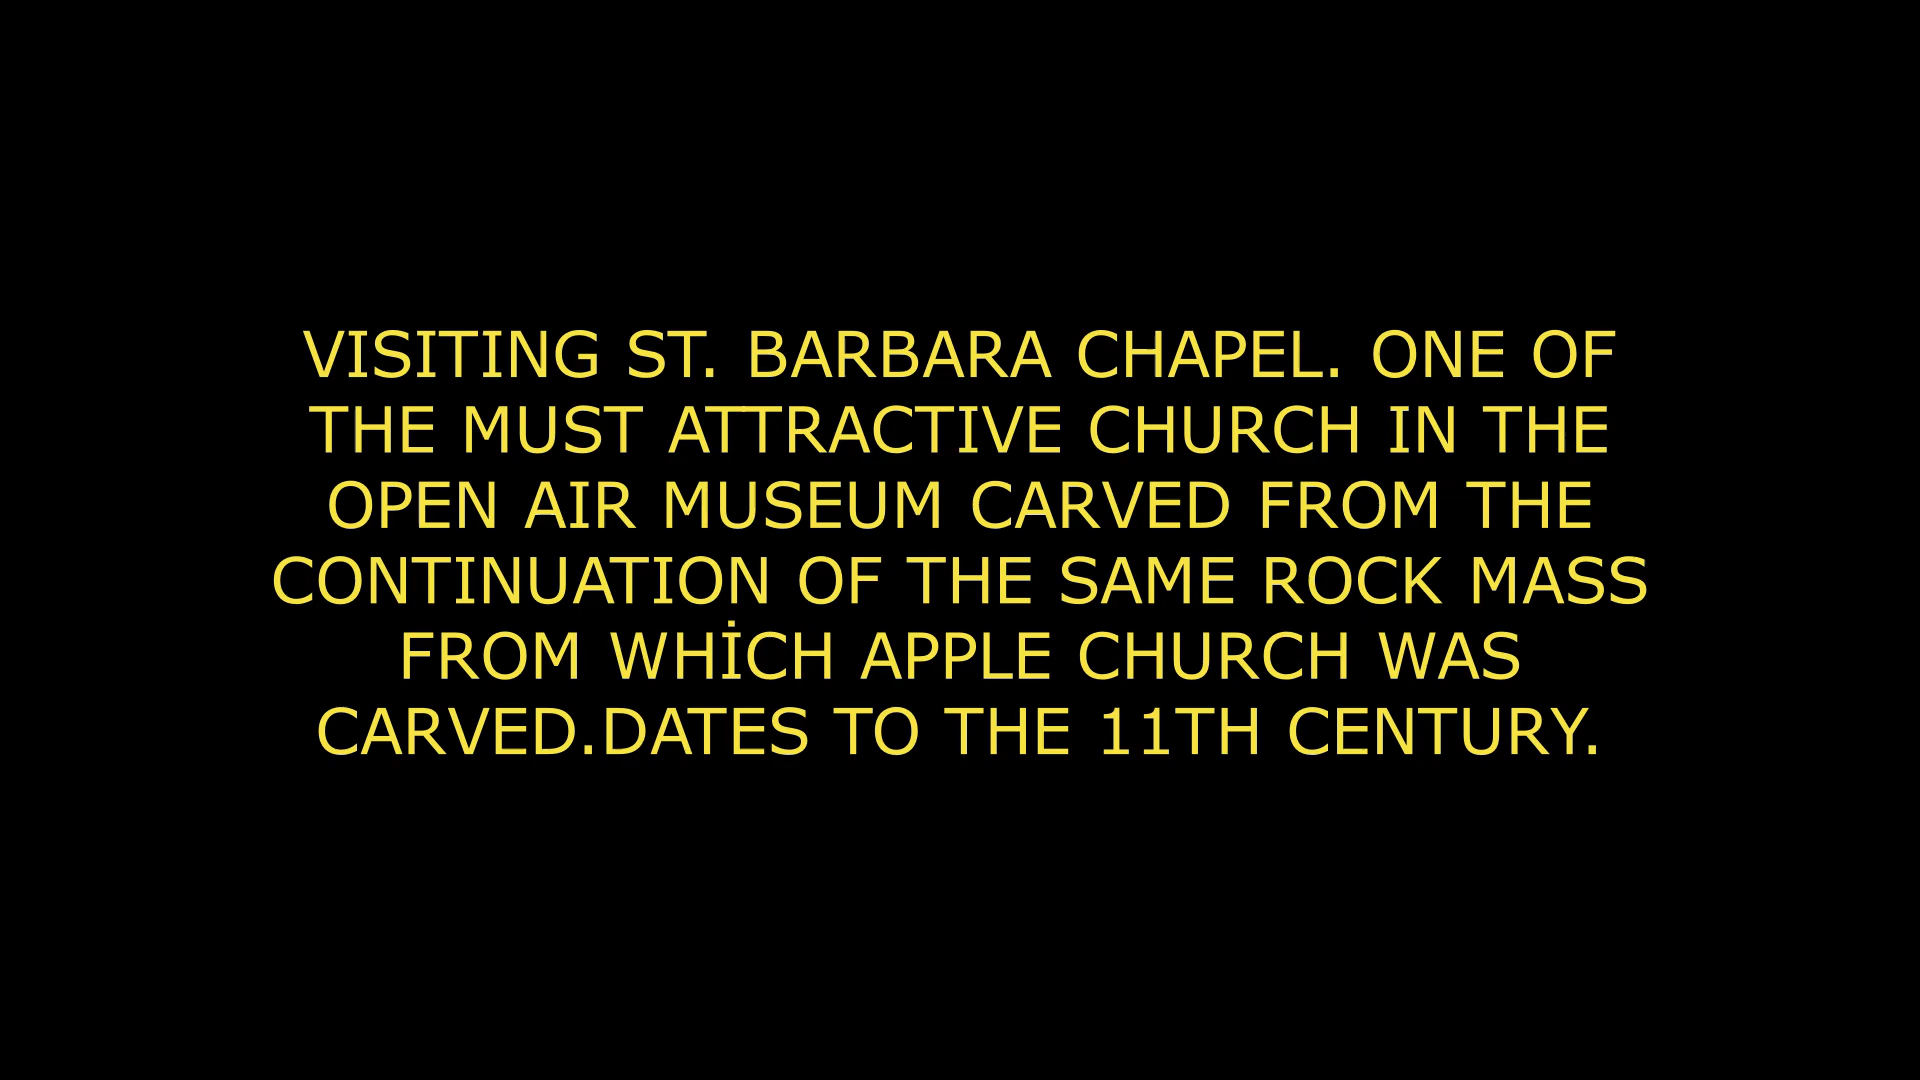 VISITING ST. BARBARA CHAPEL. ONE OF
THE MUST ATTRACTIVE CHURCH IN THE
OPEN AIR MUSEUM CARVED FROM THE
CONTINUATION OF THE SAME ROCK MASS
FROM WHİCH APPLE CHURCH WAS
CARVED.DATES TO THE 11TH CENTURY.